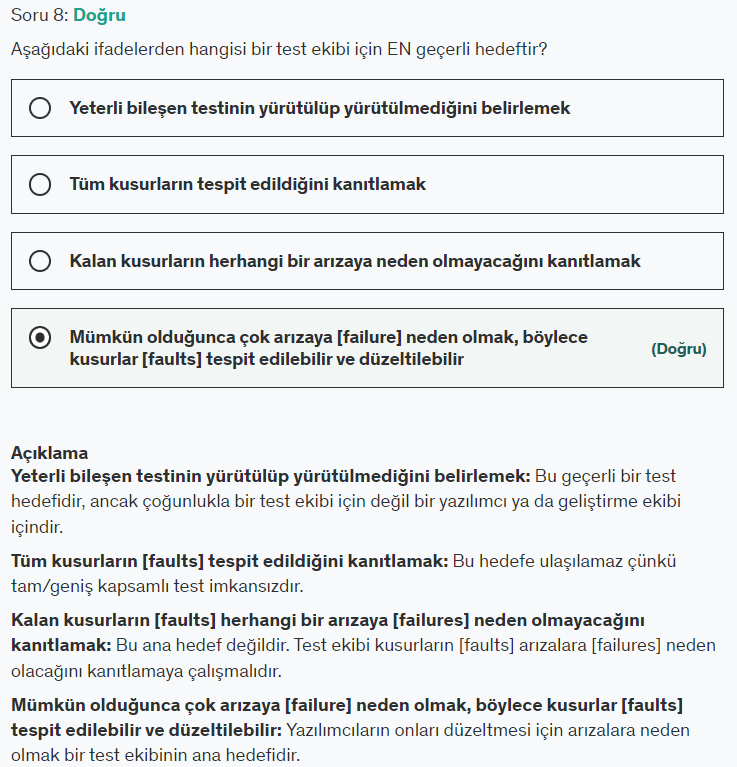 Soru 8: Doğru
Aşağıdaki ifadelerden hangisi bir test ekibi için EN geçerli hedeftir?
Yeterli bileşen testinin yürütülüp yürütülmediğini belirlemek
Tüm kusurların tespit edildiğini kanıtlamak
Kalan kusurların herhangi bir arızaya neden olmayacağını kanıtlamak
Mümkün olduğunca çok arızaya [failure] neden olmak, böylece
kusurlar [faults] tespit edilebilir ve düzeltilebilir
(Doğru)
Açıklama
Yeterli bileşen testinin yürütülüp yürütülmediğini belirlemek: Bu geçerli bir test
hedefidir, ancak çoğunlukla bir test ekibi için değil bir yazılımcı ya da geliştirme ekibi
içindir.
Tüm kusurların [faults] tespit edildiğini kanıtlamak: Bu hedefe ulaşılamaz çünkü
tam/geniş kapsamlı test imkansızdır.
Kalan kusurların [faults] herhangi bir arızaya [failures] neden olmayacağını
kanıtlamak: Bu ana hedef değildir. Test ekibi kusurların [faults] arızalara [failures] neden
olacağını kanıtlamaya çalışmalıdır.
Mümkün olduğunca çok arızaya [failure] neden olmak, böylece kusurlar [faults]
tespit edilebilir ve düzeltilebilir: Yazılımcıların onları düzeltmesi için arızalara neden
olmak bir test ekibinin ana hedefidir.